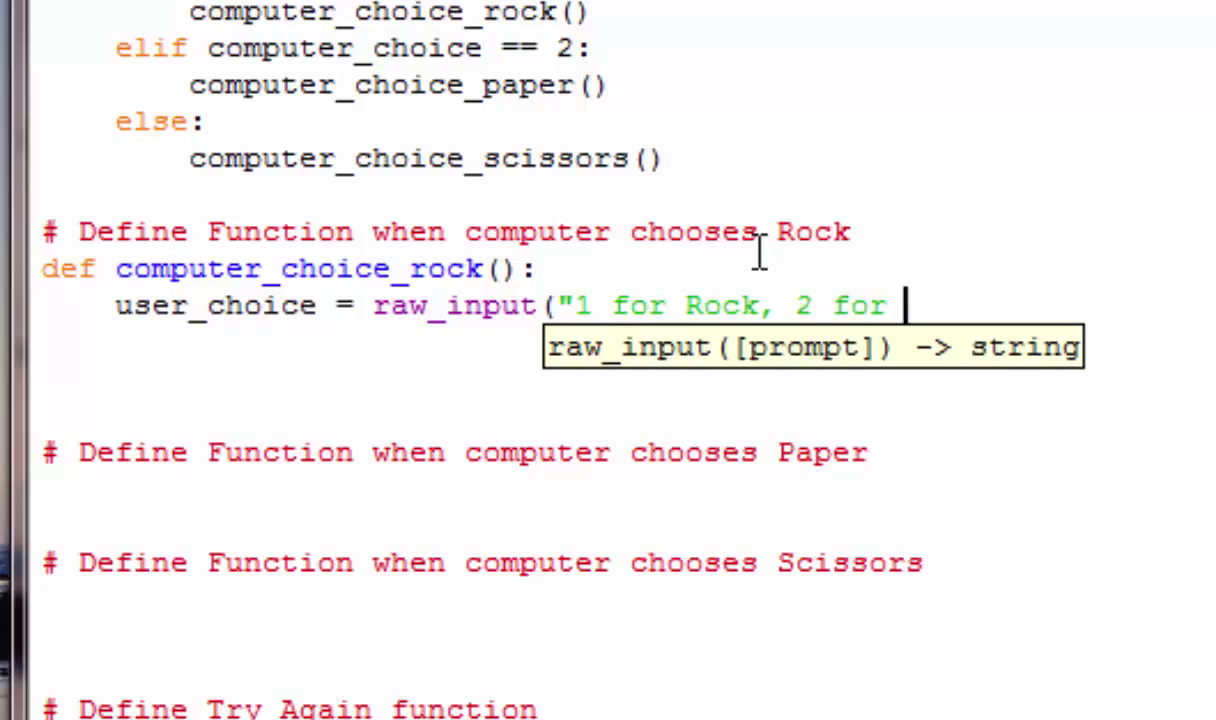 computer_choice_rock()
    elif computer_choice == 2:
        computer_choice_paper()
    else:
        computer_choice_scissors()
# Define Function when computer chooses Rock
def computer_choice_rock():
    user_choice = raw_input("1 for Rock, 2 for
raw_input([prompt]) -> string
# Define Function when computer chooses Paper
# Define Function when computer chooses Scissors
# Define Try Again function